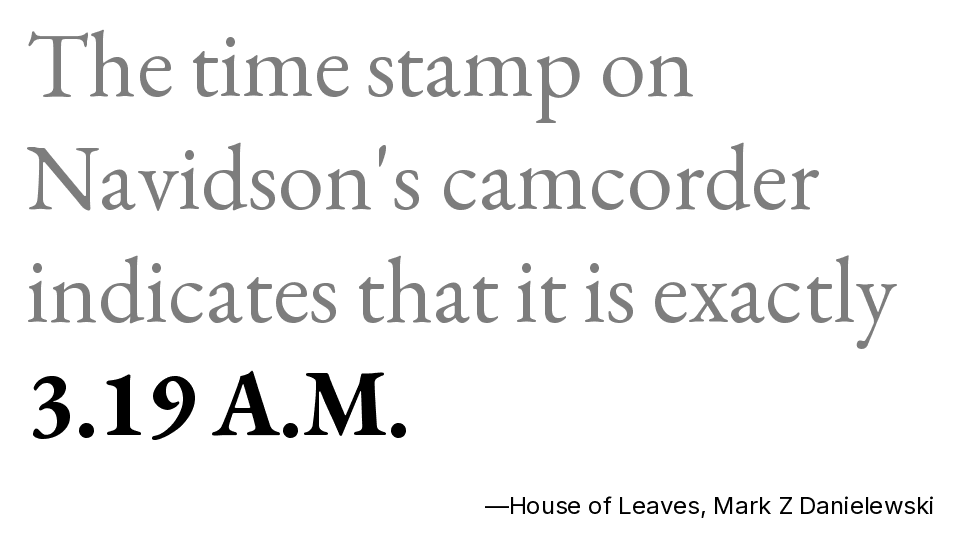 The time stamp on
Navidson's camcorder
indicates that it is exactly
3.19 A.M.
—House of Leaves, Mark Z Danielewski